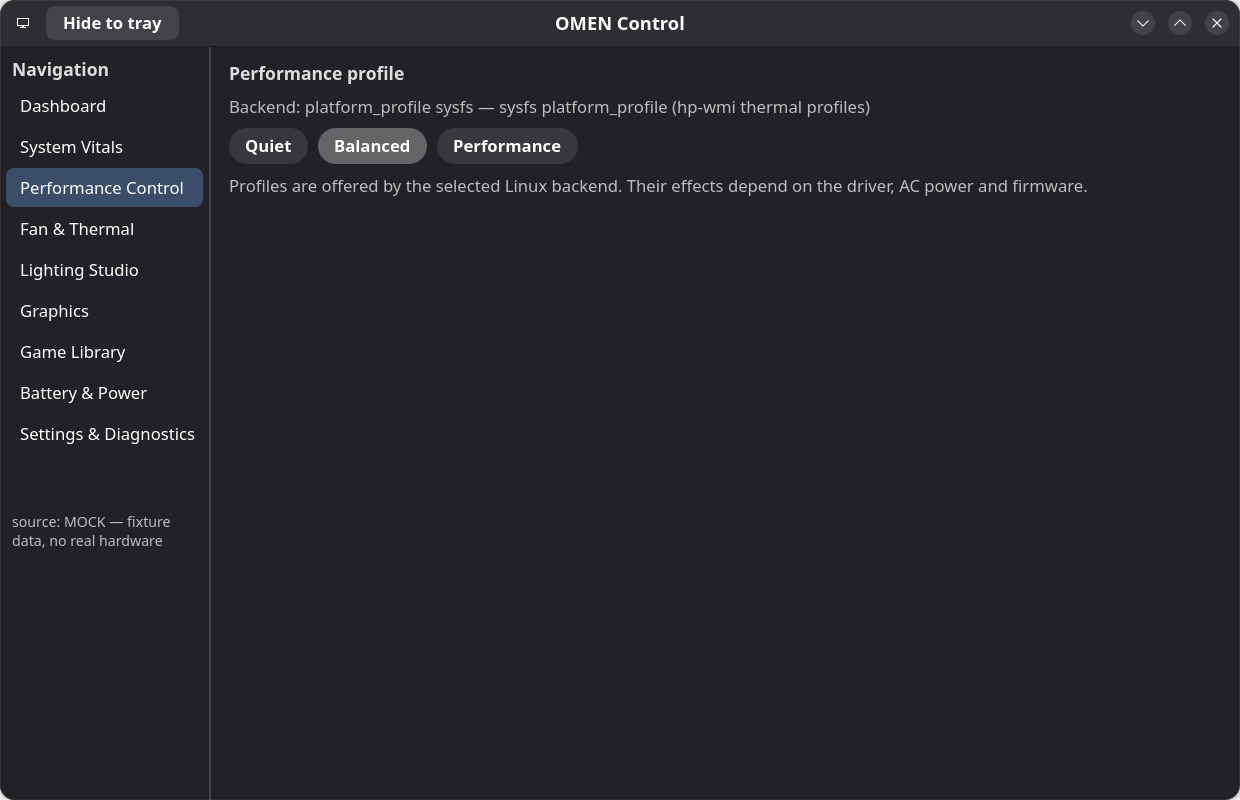 Hide to tray
OMEN Control
Navigation
Dashboard
System Vitals
Performance Control
Fan & Thermal
Lighting Studio
Graphics
Game Library
Battery & Power
Settings & Diagnostics
source: MOCK — fixture
data, no real hardware
Performance profile
Backend: platform_profile sysfs — sysfs platform_profile (hp-wmi thermal profiles)
Quiet
Balanced
Performance
Profiles are offered by the selected Linux backend. Their effects depend on the driver, AC power and firmware.